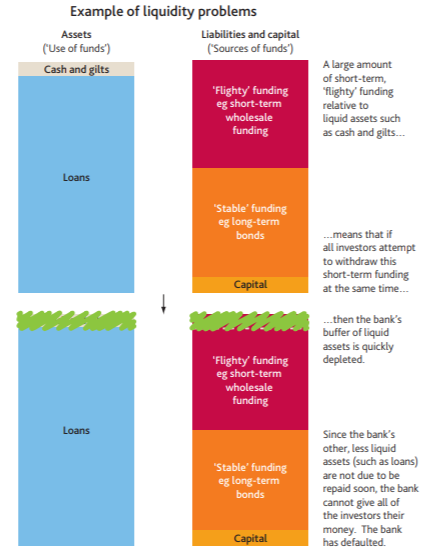 Example of liquidity problems
Assets
('Use of funds')
Liabilities and capital
('Sources of funds')
Cash and gilts
Loans
'Flighty' funding
eg short-term
wholesale
funding
'Stable' funding
eg long-term
bonds
Capital
A large amount
of short-term,
'flighty' funding
relative to
liquid assets such
as cash and gilts…
…means that if
all investors attempt
to withdraw this
short-term funding
at the same time…
Loans
'Flighty' funding
eg short-term
wholesale
funding
'Stable' funding
eg long-term
bonds
Capital
…then the bank's
buffer of liquid
assets is quickly
depleted.
Since the bank's
other, less liquid
assets (such as loans)
are not due to be
repaid soon, the bank
cannot give all of
the investors their
money. The bank
has defaulted.